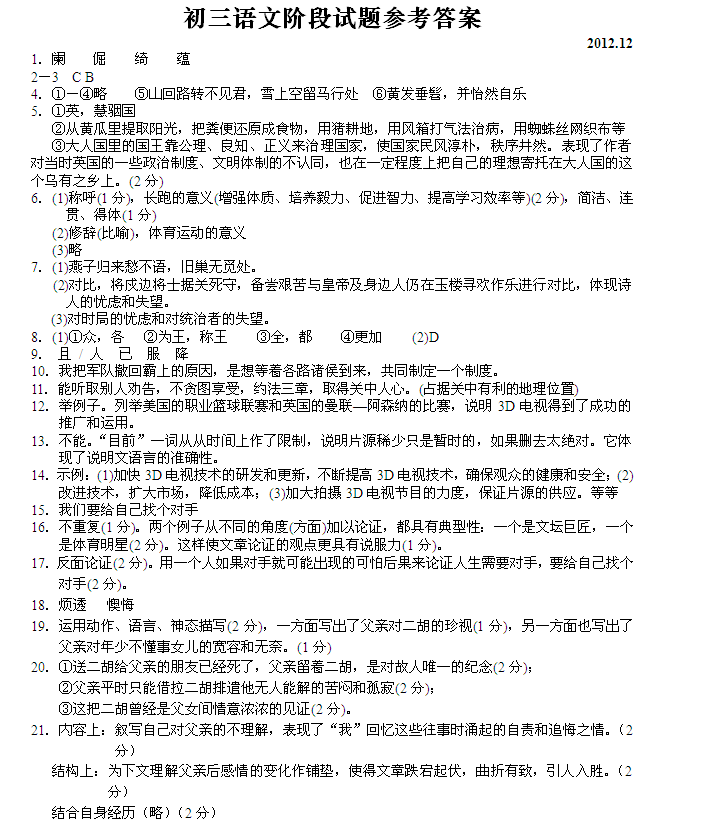 初三语文阶段试题参考答案
2012.12
1. 阑 倔 绮 蕴
2—3 C B
4. ①一④略 ⑤山回路转不见君，雪上空留马行处 ⑥黄发垂髫，并怡然自乐
5. ①英，慧骃国
②从黄瓜里提取阳光，把粪便还原成食物，用猪耕地，用风箱打气法治病，用蜘蛛丝网织布等
③大人国里的国王靠公理、良知、正义来治理国家，使国家民风淳朴，秩序井然。表现了作者
对当时英国的一些政治制度、文明体制的不认同，也在一定程度上把自己的理想寄托在大人国的这
个乌有之乡上。(2分)
6. (1)称呼(1分)，长跑的意义(增强体质、培养毅力、促进智力、提高学习效率等)(2分)，简洁、连
贯、得体(1分)
(2)修辞(比喻)，体育运动的意义
(3)略
7. (1)燕子归来愁不语，旧巢无觅处。
(2)对比，将戍边将士据关死守，备尝艰苦与皇帝及身边人仍在玉楼寻欢作乐进行对比，体现诗
人的忧虑和失望。
(3)对时局的忧虑和对统治者的失望。
8. (1)①众，各 ②为王，称王 ③全，都 ④更加 (2)D
9. 且 / 人 已 服 降
10. 我把军队撤回霸上的原因，是想等着各路诸侯到来，共同制定一个制度。
11. 能听取别人劝告，不贪图享受，约法三章，取得关中人心。(占据关中有利的地理位置)
12. 举例子。列举美国的职业篮球联赛和英国的曼联—阿森纳的比赛，说明 3D 电视得到了成功的
推广和运用。
13. 不能。“目前”一词从从时间上作了限制，说明片源稀少只是暂时的，如果删去太绝对。它体
现了说明文语言的准确性。
14. 示例：(1)加快 3D 电视技术的研发和更新，不断提高 3D 电视技术，确保观众的健康和安全；(2)
改进技术，扩大市场，降低成本；(3)加大拍摄 3D 电视节目的力度，保证片源的供应。等等
15. 我们要给自己找个对手
16. 不重复(1分)。两个例子从不同的角度(方面)加以论证，都具有典型性：一个是文坛巨匠，一个
是体育明星(2分)。这样使文章论证的观点更具有说服力(1分)。
17. 反面论证(2分)。用一个人如果对手就可能出现的可怕后果来论证人生需要对手，要给自己找个
对手(2分)。
18. 烦透 懊悔
19. 运用动作、语言、神态描写(2分)，一方面写出了父亲对二胡的珍视(1分)，另一方面也写出了
父亲对年少不懂事女儿的宽容和无奈。(1分)
20. ①送二胡给父亲的朋友已经死了，父亲留着二胡，是对故人唯一的纪念(2分)；
②父亲平时只能借拉二胡排遣他无人能解的苦闷和孤寂(2分)；
③这把二胡曾经是父女间情意浓浓的见证(2分)。
21. 内容上：叙写自己对父亲的不理解，表现了“我”回忆这些往事时涌起的自责和追悔之情。（2
分）
结构上：为下文理解父亲后感情的变化作铺垫，使得文章跌宕起伏，曲折有致，引人入胜。（2
分）
结合自身经历（略）（2分）